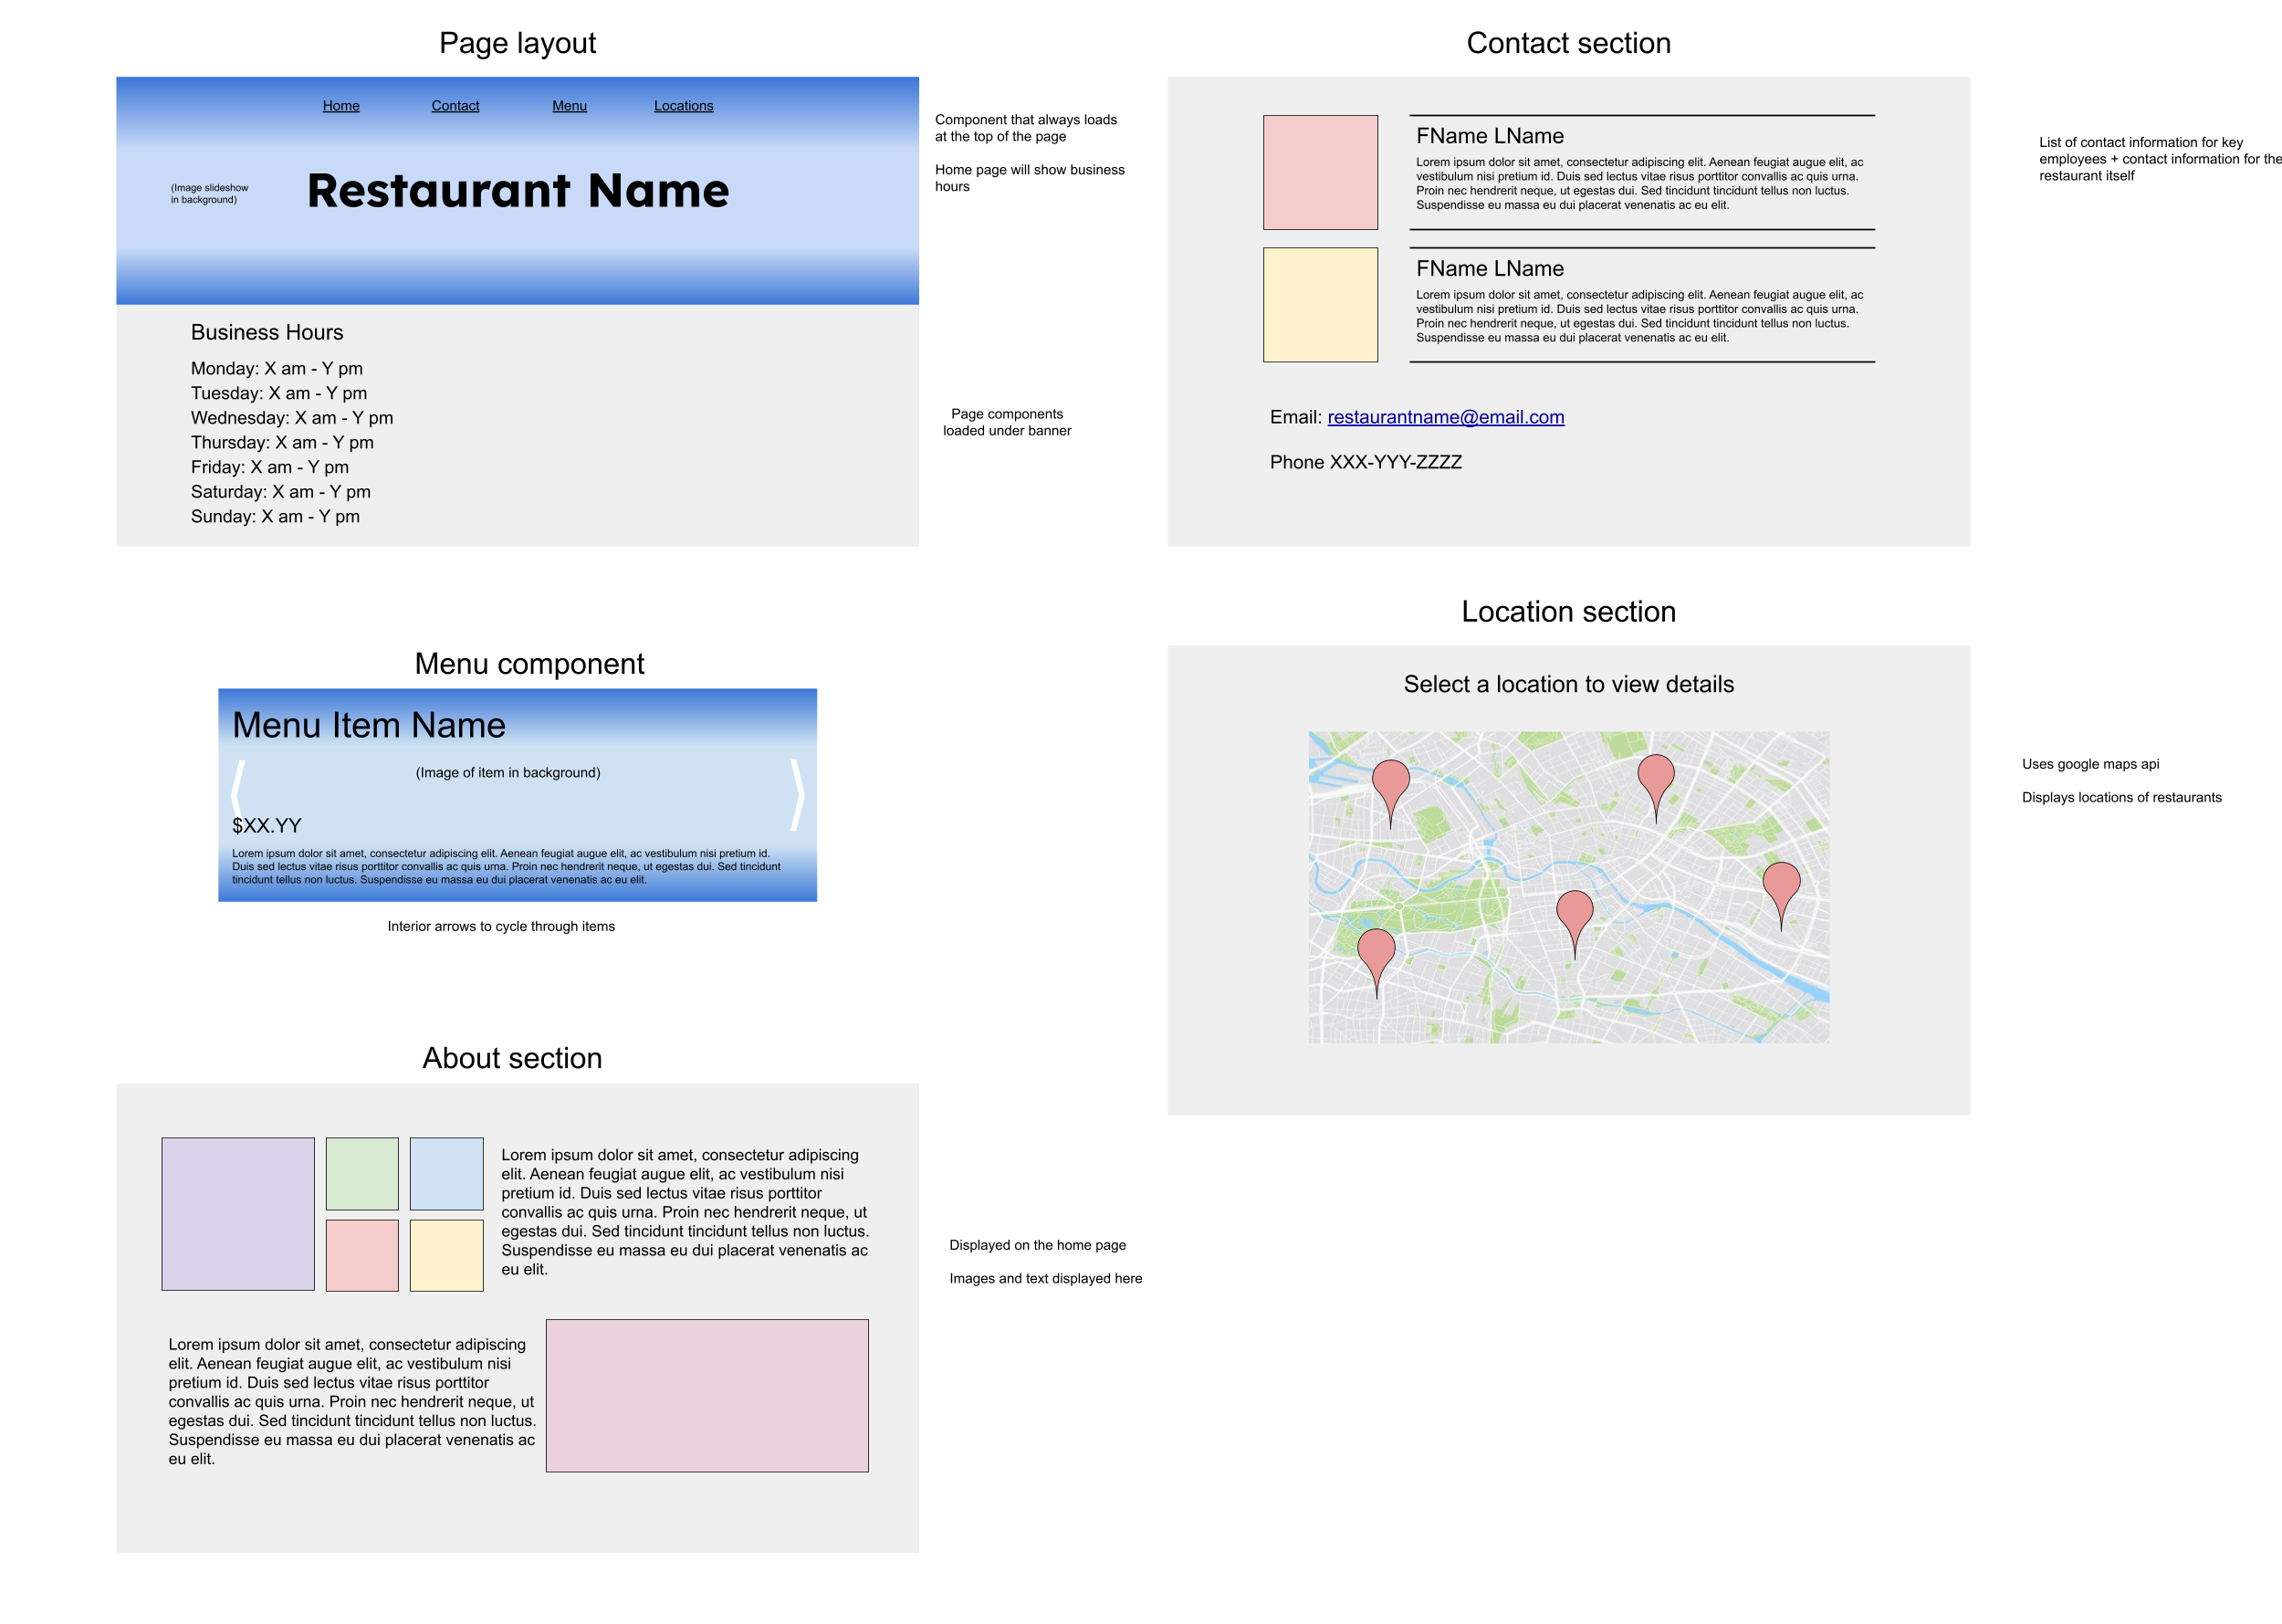 Page layout
Home
Contact
Menu
Locations
(Image slideshow
in background)
Restaurant Name
Component that always loads
at the top of the page
Home page will show business
hours
Business Hours
Monday: X am - Y pm
Tuesday: X am - Y pm
Wednesday: X am - Y pm
Thursday: X am - Y pm
Friday: X am - Y pm
Saturday: X am - Y pm
Sunday: X am - Y pm
Page components
loaded under banner
Contact section
FName LName
Lorem ipsum dolor sit amet, consectetur adipiscing elit. Aenean feugiat augue elit, ac
vestibulum nisi pretium id. Duis sed lectus vitae risus porttitor convallis ac quis urna.
Proin nec hendrerit neque, ut egestas dui. Sed tincidunt tincidunt tellus non luctus.
Suspendisse eu massa eu dui placerat venenatis ac eu elit.
FName LName
Lorem ipsum dolor sit amet, consectetur adipiscing elit. Aenean feugiat augue elit, ac
vestibulum nisi pretium id. Duis sed lectus vitae risus porttitor convallis ac quis urna.
Proin nec hendrerit neque, ut egestas dui. Sed tincidunt tincidunt tellus non luctus.
Suspendisse eu massa eu dui placerat venenatis ac eu elit.
Email: restaurantname@email.com
Phone XXX-YYY-ZZZZ
List of contact information for key
employees + contact information for the
restaurant itself
Menu component
Menu Item Name
(Image of item in background)
$XX.YY
Lorem ipsum dolor sit amet, consectetur adipiscing elit. Aenean feugiat augue elit, ac vestibulum nisi pretium id.
Duis sed lectus vitae risus porttitor convallis ac quis urna. Proin nec hendrerit neque, ut egestas dui. Sed tincidunt
tincidunt tellus non luctus. Suspendisse eu massa eu dui placerat venenatis ac eu elit.
Interior arrows to cycle through items
Location section
Select a location to view details
Uses google maps api
Displays locations of restaurants
About section
Lorem ipsum dolor sit amet, consectetur adipiscing
elit. Aenean feugiat augue elit, ac vestibulum nisi
pretium id. Duis sed lectus vitae risus porttitor
convallis ac quis urna. Proin nec hendrerit neque, ut
egestas dui. Sed tincidunt tincidunt tellus non luctus.
Suspendisse eu massa eu dui placerat venenatis ac
eu elit.
Lorem ipsum dolor sit amet, consectetur adipiscing
elit. Aenean feugiat augue elit, ac vestibulum nisi
pretium id. Duis sed lectus vitae risus porttitor
convallis ac quis urna. Proin nec hendrerit neque, ut
egestas dui. Sed tincidunt tincidunt tellus non luctus.
Suspendisse eu massa eu dui placerat venenatis ac
eu elit.
Displayed on the home page
Images and text displayed here